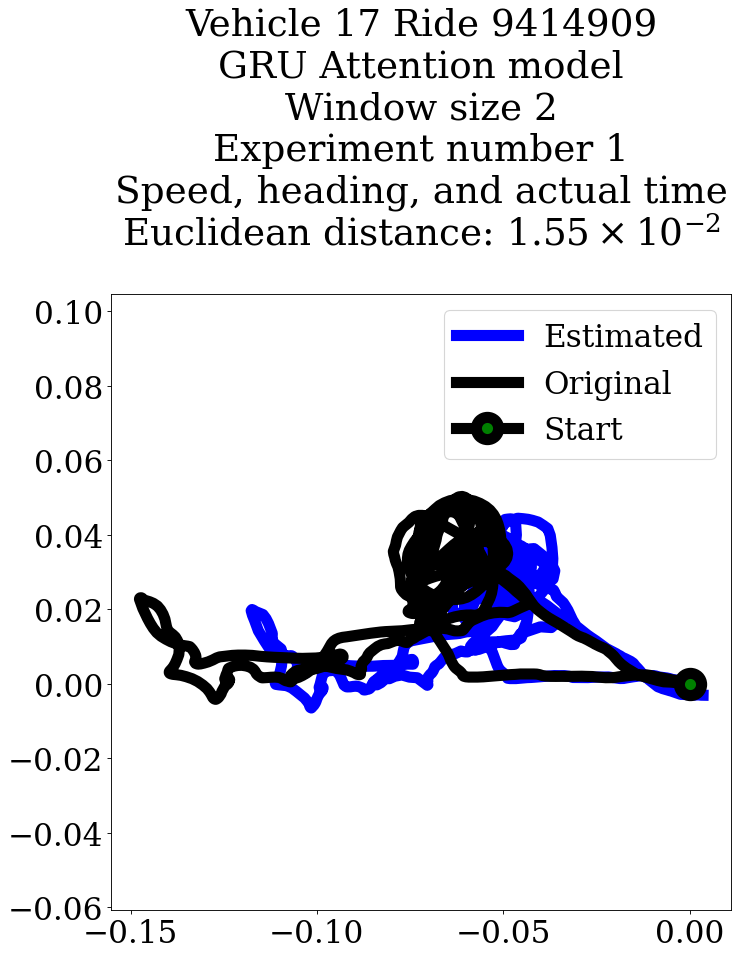 Vehicle 17 Ride 9414909
GRU Attention model
Window size 2
Experiment number 1
Speed, heading, and actual time
Euclidean distance: 1.55 × 10⁻²
Estimated
Original
Start
0.10
0.08
0.06
0.04
0.02
0.00
−0.02
−0.04
−0.06
−0.15 −0.10 −0.05 0.00